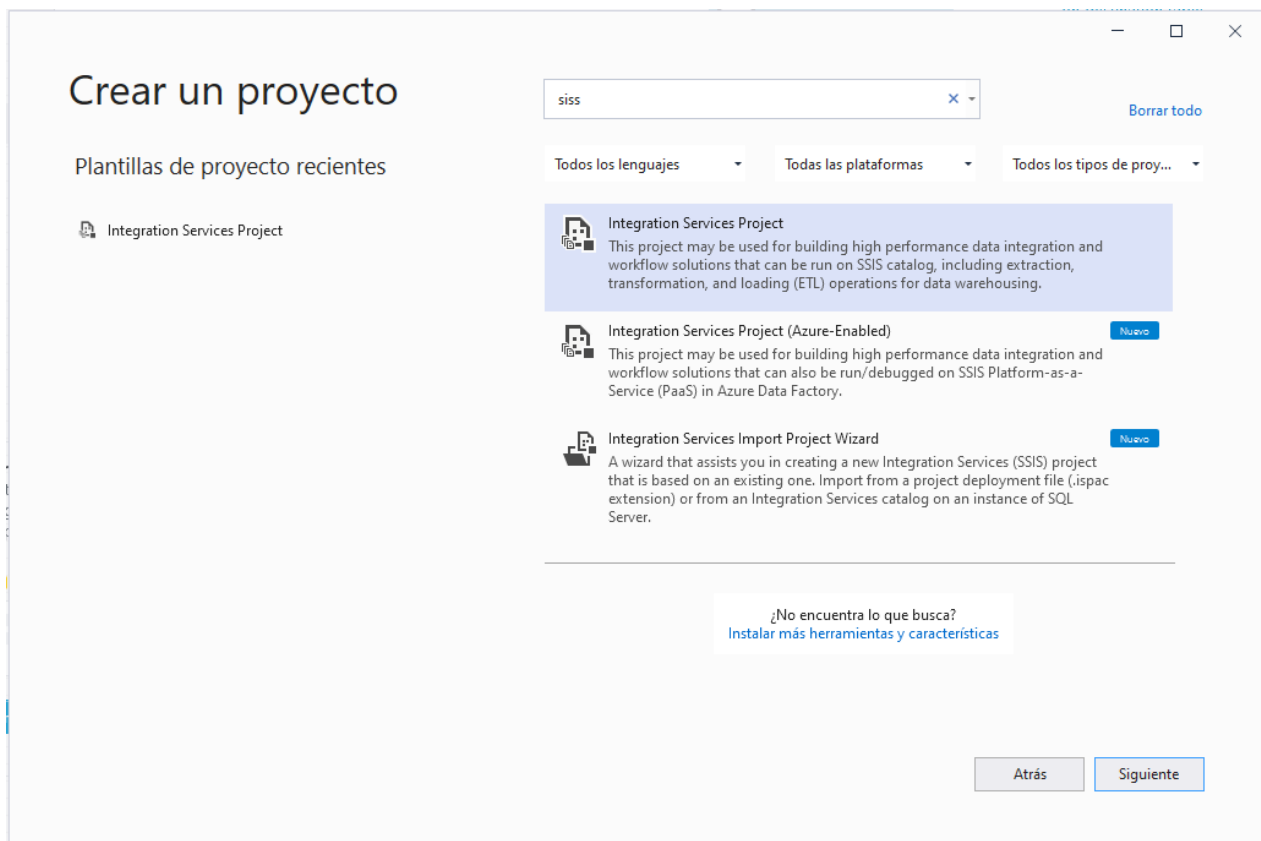 Crear un proyecto
siss
Borrar todo
Plantillas de proyecto recientes
Todos los lenguajes
Todas las plataformas
Todos los tipos de proy...
Integration Services Project
Integration Services Project
This project may be used for building high performance data integration and
workflow solutions that can be run on SSIS catalog, including extraction,
transformation, and loading (ETL) operations for data warehousing.
Integration Services Project (Azure-Enabled)
Nuevo
This project may be used for building high performance data integration and
workflow solutions that can also be run/debugged on SSIS Platform-as-a-
Service (PaaS) in Azure Data Factory.
Integration Services Import Project Wizard
Nuevo
A wizard that assists you in creating a new Integration Services (SSIS) project
that is based on an existing one. Import from a project deployment file (.ispac
extension) or from an Integration Services catalog on an instance of SQL
Server.
¿No encuentra lo que busca?
Instalar más herramientas y características
Atrás
Siguiente